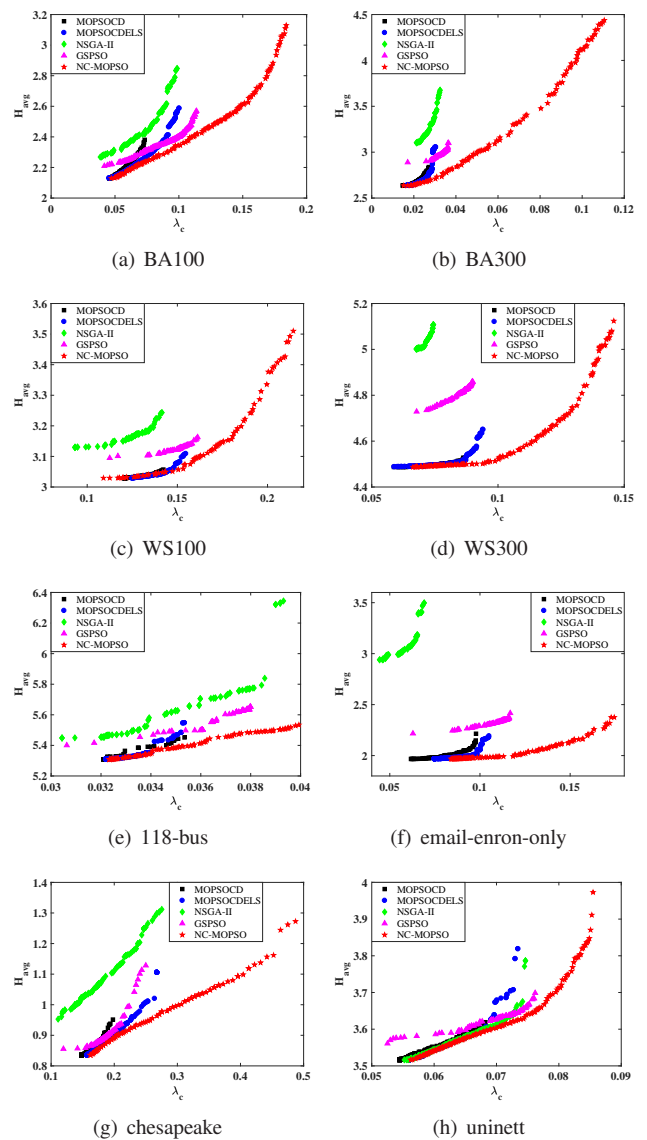 MOPSOCD
MOPSOCDELS
NSGA-II
GSPSO
NC-MOPSO
H_avg
3.2
2.8
2.4
2.2
2
0 0.05 0.1 0.15 0.2
λ_c
(a) BA100
MOPSOCD
MOPSOCDELS
NSGA-II
GSPSO
NC-MOPSO
H_avg
4.5
4
3.5
3
2.5
0 0.02 0.04 0.06 0.08 0.1 0.12
λ_c
(b) BA300
MOPSOCD
MOPSOCDELS
NSGA-II
GSPSO
NC-MOPSO
H_avg
3.6
3.5
3.4
3.3
3.2
3.1
3
0.1 0.15 0.2
λ_c
(c) WS100
MOPSOCD
MOPSOCDELS
NSGA-II
GSPSO
NC-MOPSO
H_avg
5.2
5
4.8
4.6
4.4
0.05 0.1 0.15
λ_c
(d) WS300
MOPSOCD
MOPSOCDELS
NSGA-II
GSPSO
NC-MOPSO
H_avg
6.4
6.2
6
5.8
5.6
5.4
5.2
0.03 0.032 0.034 0.036 0.038 0.04
λ_c
(e) 118-bus
MOPSOCD
MOPSOCDELS
NSGA-II
GSPSO
NC-MOPSO
H_avg
3.5
3
2.5
2
0.05 0.1 0.15
λ_c
(f) email-enron-only
MOPSOCD
MOPSOCDELS
NSGA-II
GSPSO
NC-MOPSO
H_avg
1.4
1.3
1.2
1.1
1
0.9
0.8
0.1 0.2 0.3 0.4 0.5
λ_c
(g) chesapeake
MOPSOCD
MOPSOCDELS
NSGA-II
GSPSO
NC-MOPSO
H_avg
4
3.9
3.8
3.7
3.6
3.5
0.05 0.06 0.07 0.08 0.09
λ_c
(h) uninett